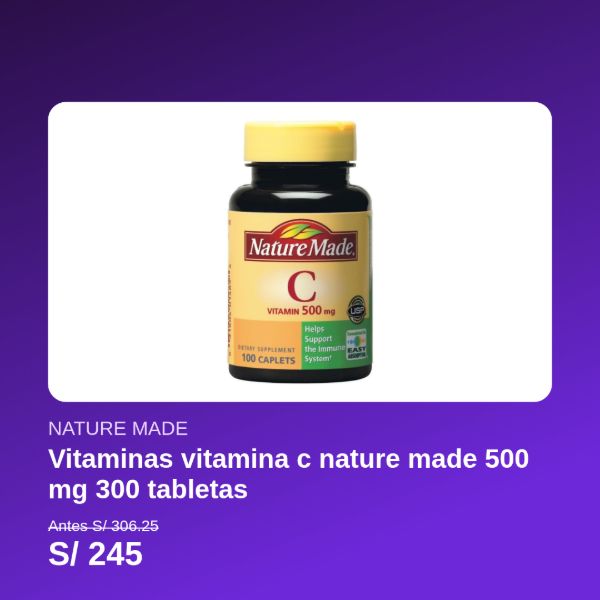 Nature Made
C
VITAMIN 500 mg
USP
Helps
Support
the Immune
System†
DIETARY SUPPLEMENT
100 CAPLETS
EASY
NATURE MADE
Vitaminas vitamina c nature made 500
mg 300 tabletas
Antes S/ 306.25
S/ 245